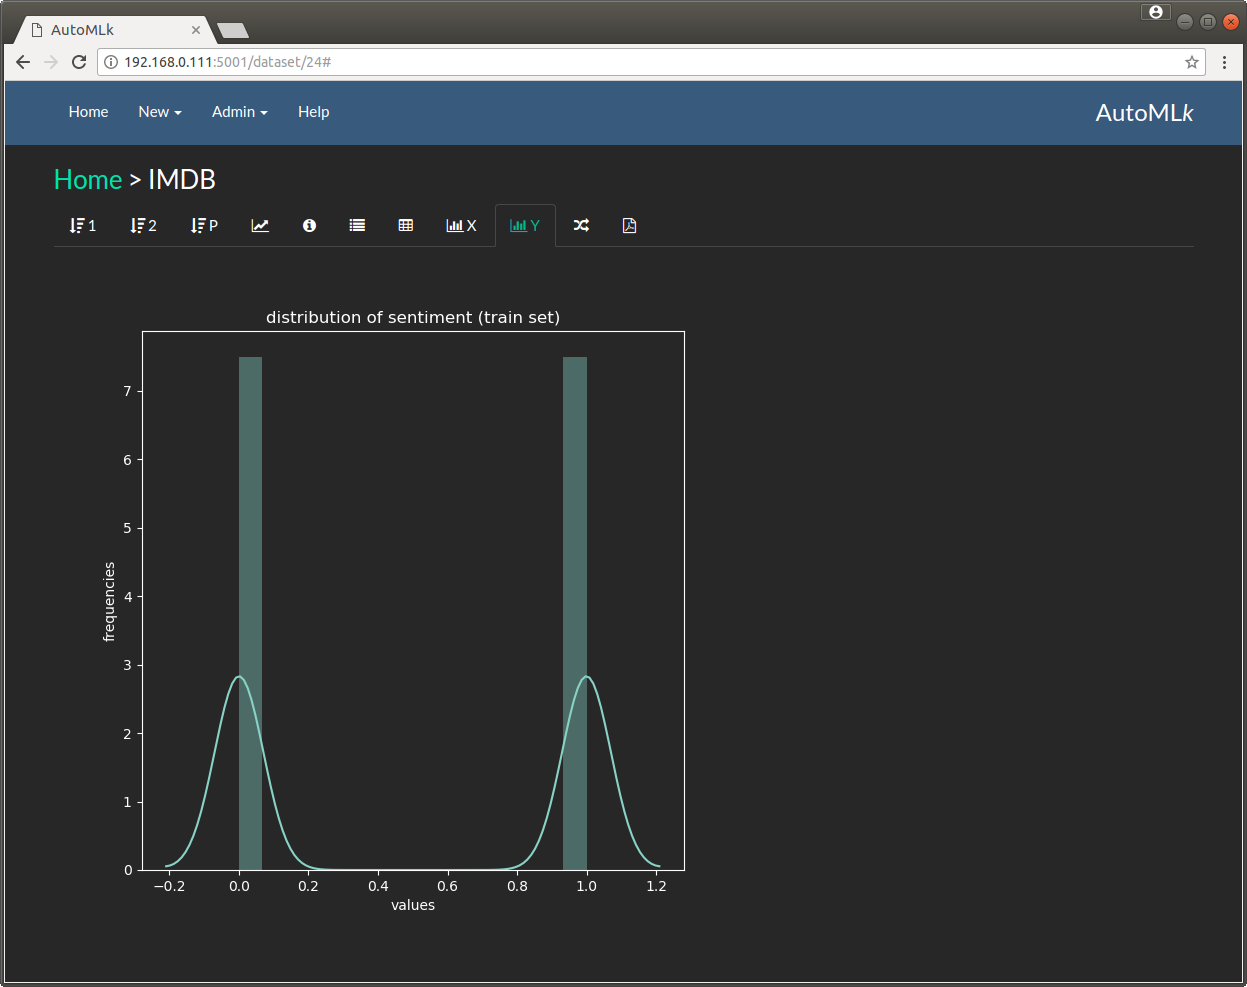 AutoMLk
192.168.0.111:5001/dataset/24#
Home New Admin Help AutoMLk
Home > IMDB
1 2 P X Y
distribution of sentiment (train set)
7
6
5
4
3
2
1
0
frequencies
−0.2 0.0 0.2 0.4 0.6 0.8 1.0 1.2
values